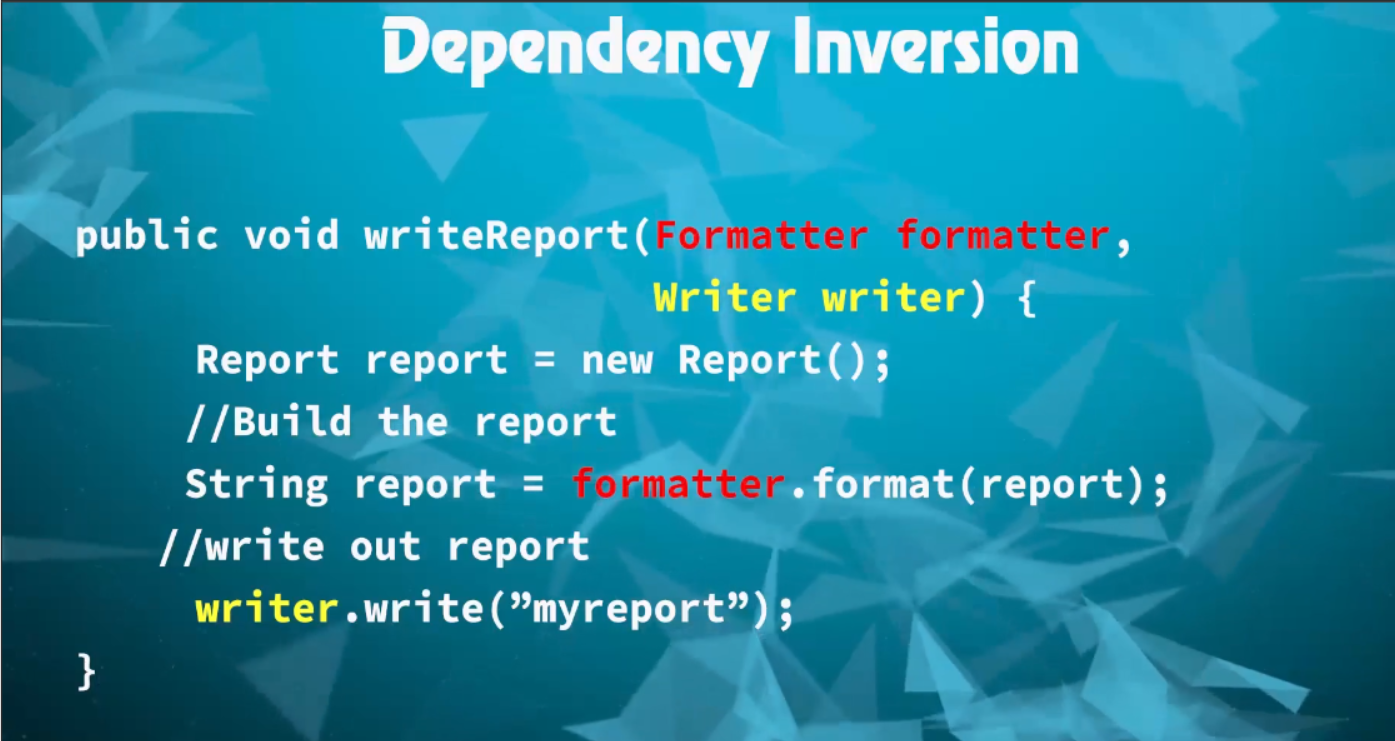 Dependency Inversion
public void writeReport(Formatter formatter,
Writer writer) {
Report report = new Report();
//Build the report
String report = formatter.format(report);
//write out report
writer.write(”myreport”);
}